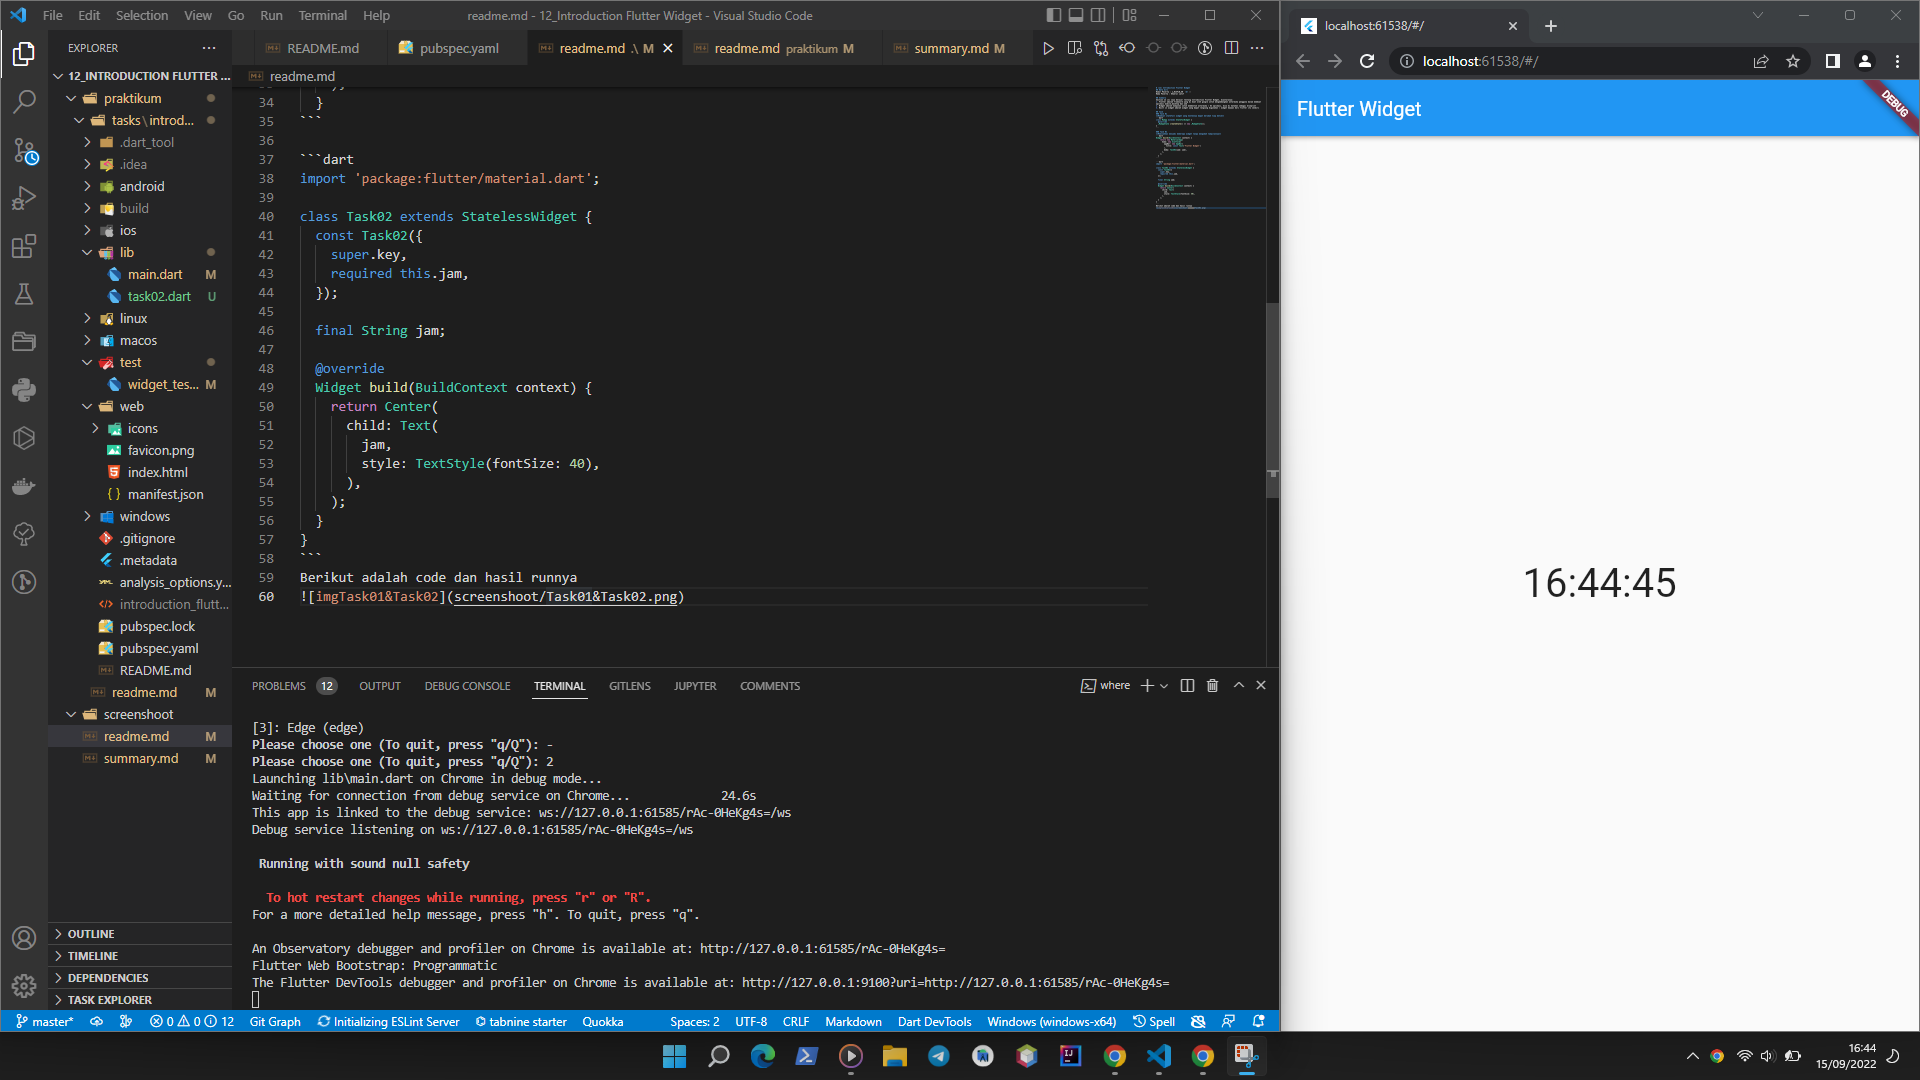 File Edit Selection View Go Run Terminal Help
readme.md - 12_Introduction Flutter Widget - Visual Studio Code
localhost:61538/#/
EXPLORER
README.md
pubspec.yaml
readme.md .\ M
readme.md praktikum M
summary.md M
localhost:61538/#/
readme.md
12_INTRODUCTION FLUTTER ...
praktikum
tasks\introd...
.dart_tool
.idea
android
build
ios
lib
main.dart M
task02.dart U
linux
macos
test
widget_tes... M
web
icons
favicon.png
index.html
manifest.json
windows
.gitignore
.metadata
analysis_options.y...
introduction_flutt...
pubspec.lock
pubspec.yaml
README.md
readme.md M
screenshoot
readme.md M
summary.md M
OUTLINE
TIMELINE
DEPENDENCIES
TASK EXPLORER
34 }
35 ```
36
37 ```dart
38 import 'package:flutter/material.dart';
39
40 class Task02 extends StatelessWidget {
41 const Task02({
42 super.key,
43 required this.jam,
44 });
45
46 final String jam;
47
48 @override
49 Widget build(BuildContext context) {
50 return Center(
51 child: Text(
52 jam,
53 style: TextStyle(fontSize: 40),
54 ),
55 );
56 }
57 }
58 ```
59 Berikut adalah code dan hasil runnya
60 ![imgTask01&Task02](screenshoot/Task01&Task02.png)
PROBLEMS 12 OUTPUT DEBUG CONSOLE TERMINAL GITLENS JUPYTER COMMENTS
where
[3]: Edge (edge)
Please choose one (To quit, press "q/Q"): -
Please choose one (To quit, press "q/Q"): 2
Launching lib\main.dart on Chrome in debug mode...
Waiting for connection from debug service on Chrome... 24.6s
This app is linked to the debug service: ws://127.0.0.1:61585/rAc-0HeKg4s=/ws
Debug service listening on ws://127.0.0.1:61585/rAc-0HeKg4s=/ws
Running with sound null safety
To hot restart changes while running, press "r" or "R".
For a more detailed help message, press "h". To quit, press "q".
An Observatory debugger and profiler on Chrome is available at: http://127.0.0.1:61585/rAc-0HeKg4s=
Flutter Web Bootstrap: Programmatic
The Flutter DevTools debugger and profiler on Chrome is available at: http://127.0.0.1:9100?uri=http://127.0.0.1:61585/rAc-0HeKg4s=
master* 0 0 12 Git Graph Initializing ESLint Server tabnine starter Quokka Spaces: 2 UTF-8 CRLF Markdown Dart DevTools Windows (windows-x64) Spell
Flutter Widget
DEBUG
16:44:45
16:44
15/09/2022